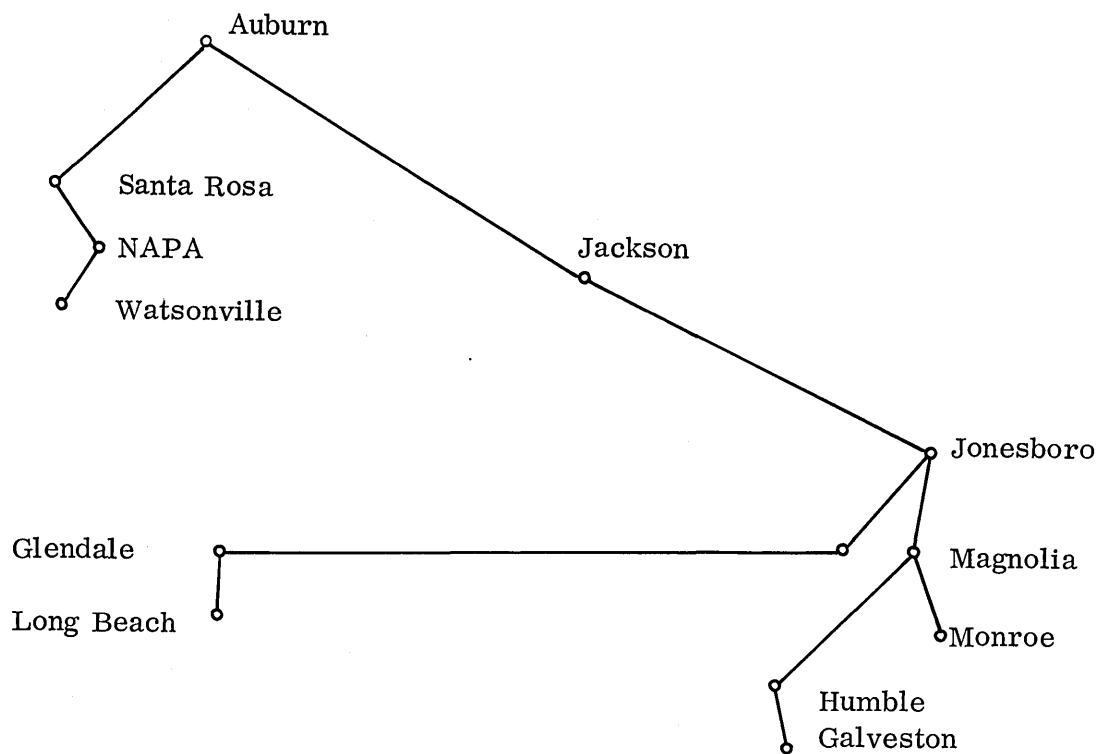 Auburn
Santa Rosa
NAPA
Jackson
Watsonville
Jonesboro
Glendale
Magnolia
Long Beach
Monroe
Humble
Galveston